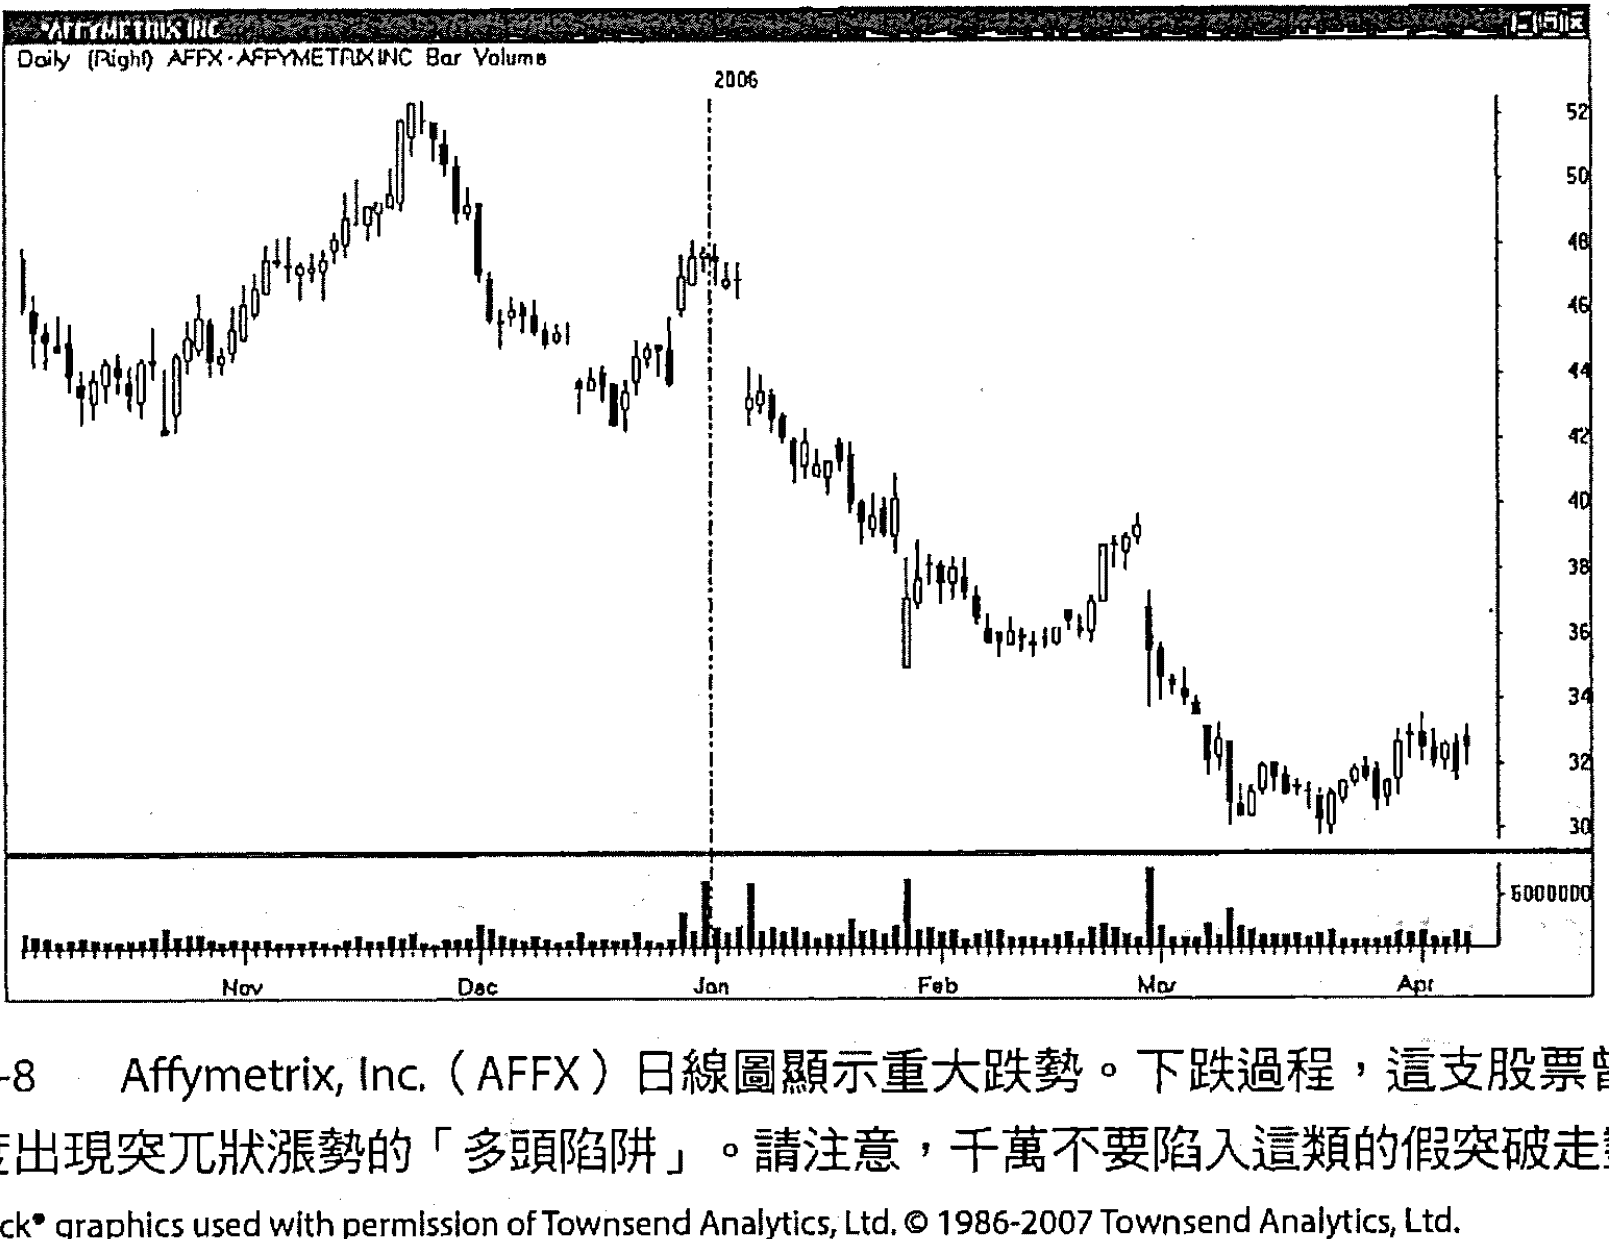 *AFFYMETRIX INC
Daily (Right) AFFX-AFFYMETRIX INC Bar Volume
2006
52
50
48
46
44
42
40
38
36
34
32
30
5000000
Nov Dec Jan Feb Mar Apr
-8 Affymetrix, Inc.（AFFX）日線圖顯示重大跌勢。下跌過程，這支股票曾
度出現突兀狀漲勢的「多頭陷阱」。請注意，千萬不要陷入這類的假突破走勢
ck® graphics used with permission of Townsend Analytics, Ltd. © 1986-2007 Townsend Analytics, Ltd.